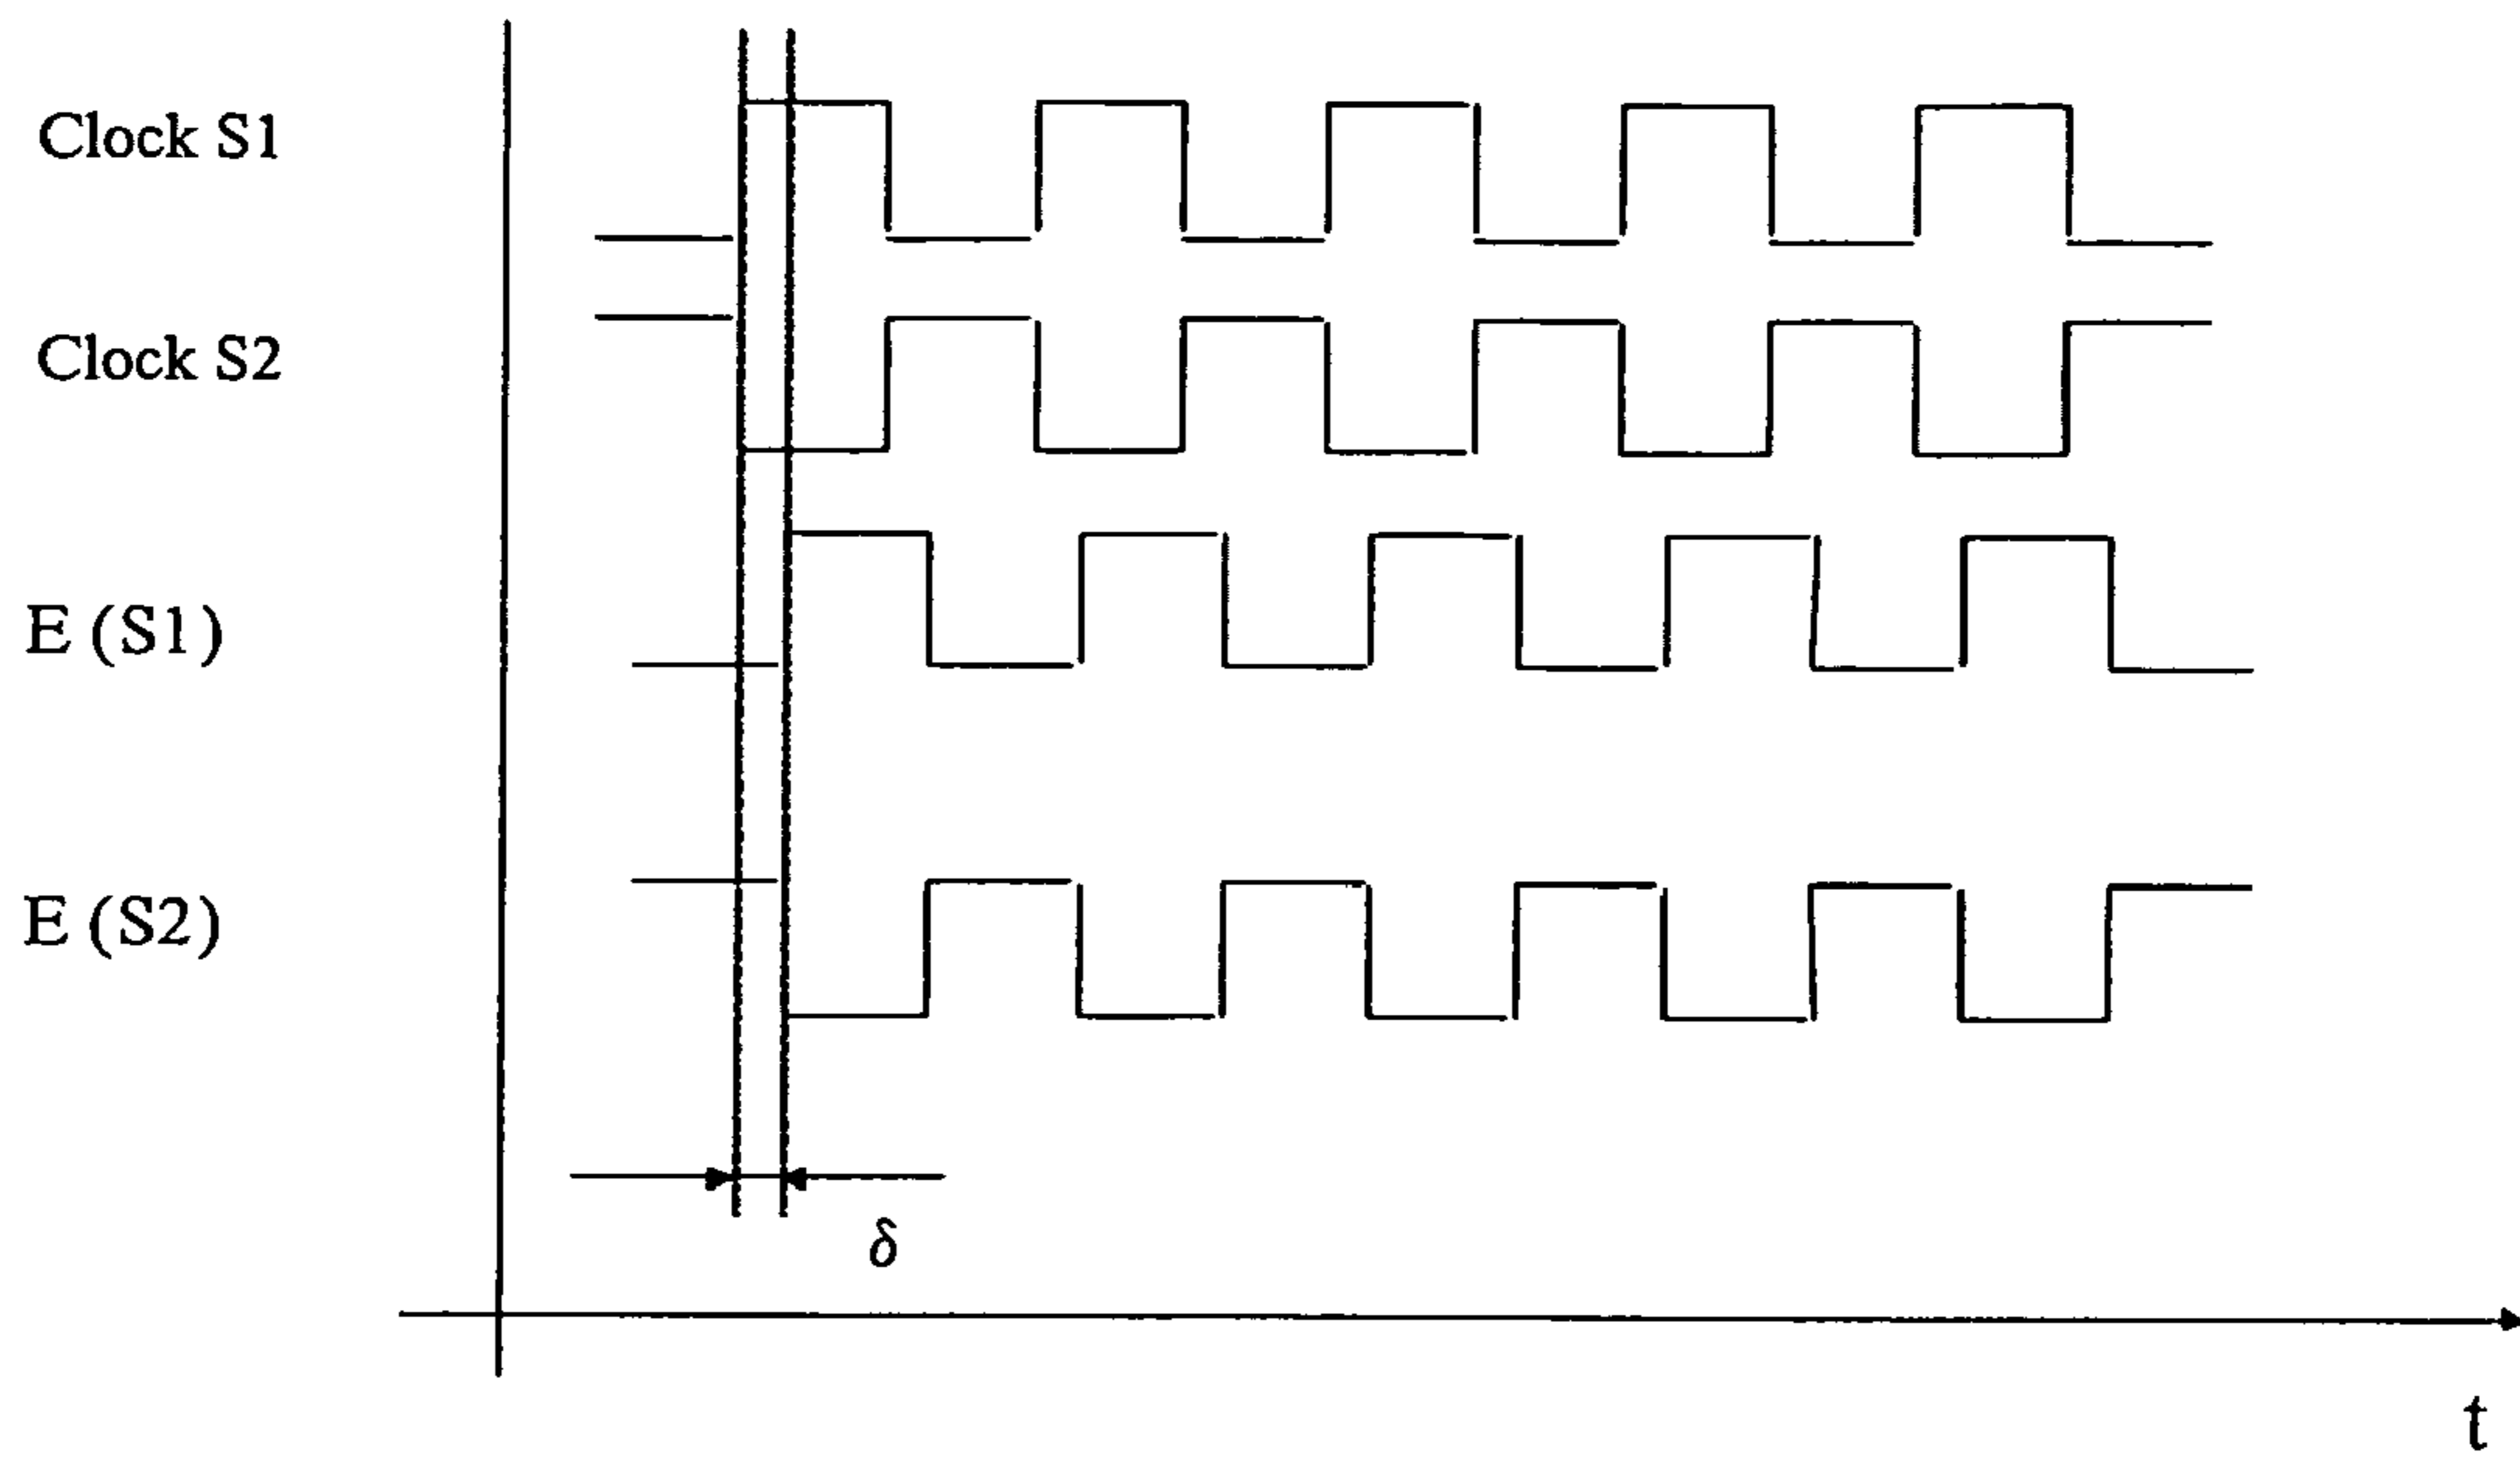 Clock S1
Clock S2
E (S1)
E (S2)
δ
t